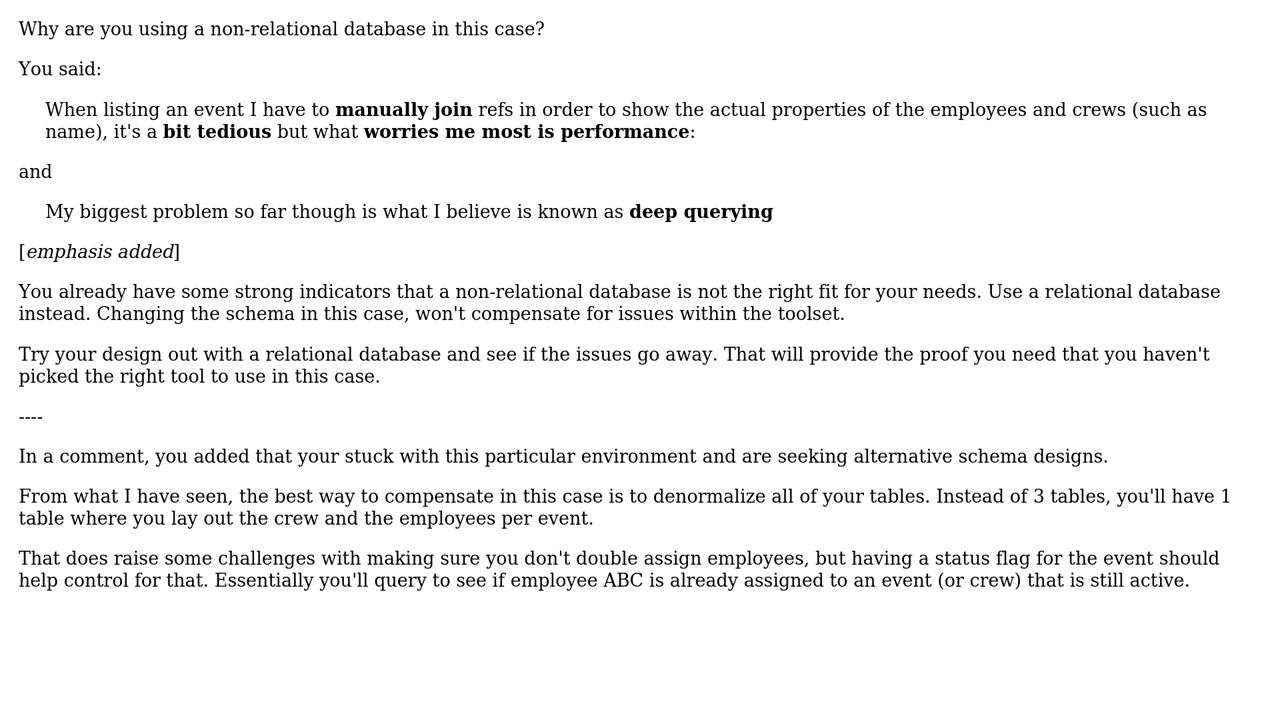 Why are you using a non-relational database in this case?
You said:
When listing an event I have to manually join refs in order to show the actual properties of the employees and crews (such as
name), it's a bit tedious but what worries me most is performance:
and
My biggest problem so far though is what I believe is known as deep querying
[emphasis added]
You already have some strong indicators that a non-relational database is not the right fit for your needs. Use a relational database
instead. Changing the schema in this case, won't compensate for issues within the toolset.
Try your design out with a relational database and see if the issues go away. That will provide the proof you need that you haven't
picked the right tool to use in this case.
----
In a comment, you added that your stuck with this particular environment and are seeking alternative schema designs.
From what I have seen, the best way to compensate in this case is to denormalize all of your tables. Instead of 3 tables, you'll have 1
table where you lay out the crew and the employees per event.
That does raise some challenges with making sure you don't double assign employees, but having a status flag for the event should
help control for that. Essentially you'll query to see if employee ABC is already assigned to an event (or crew) that is still active.